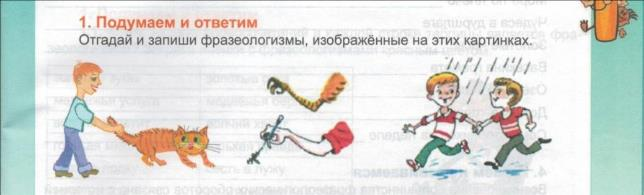 1. Подумаем и ответим
Отгадай и запиши фразеологизмы, изображённые на этих картинках.